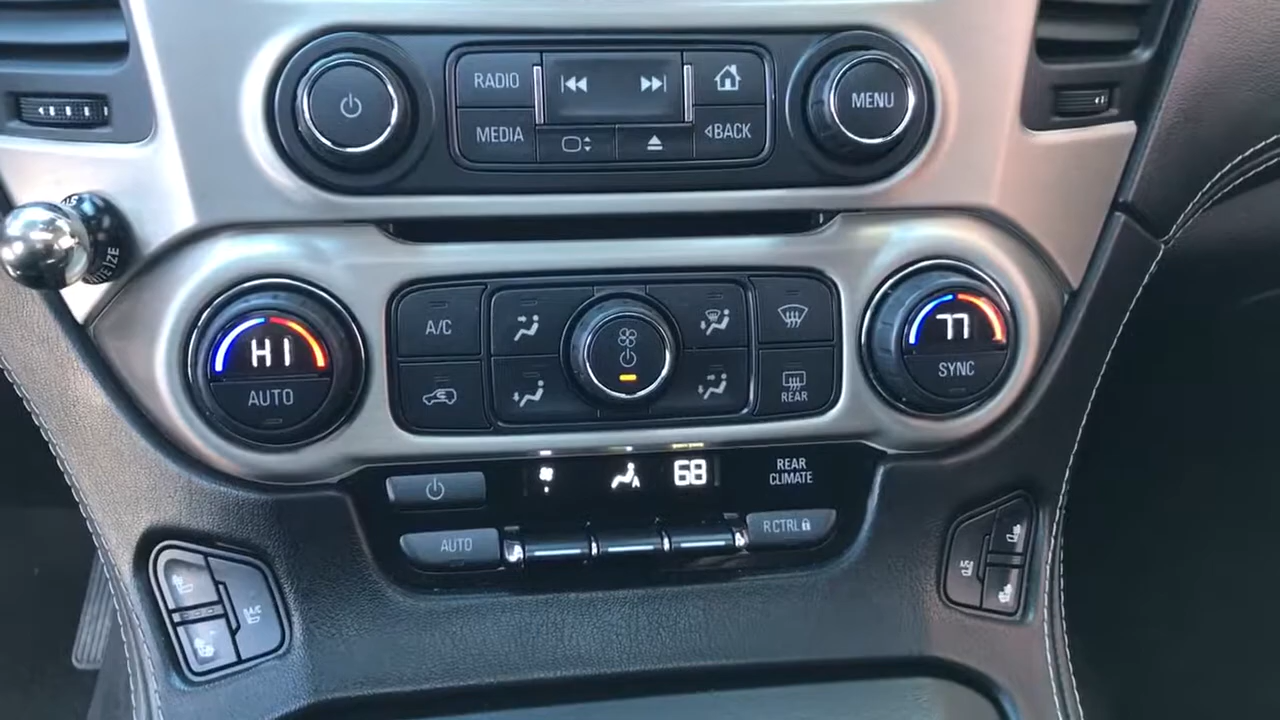 RADIO
MEDIA
BACK
MENU
HI
AUTO
A/C
REAR
77
SYNC
68
REAR
CLIMATE
AUTO
R CTRL
A/C